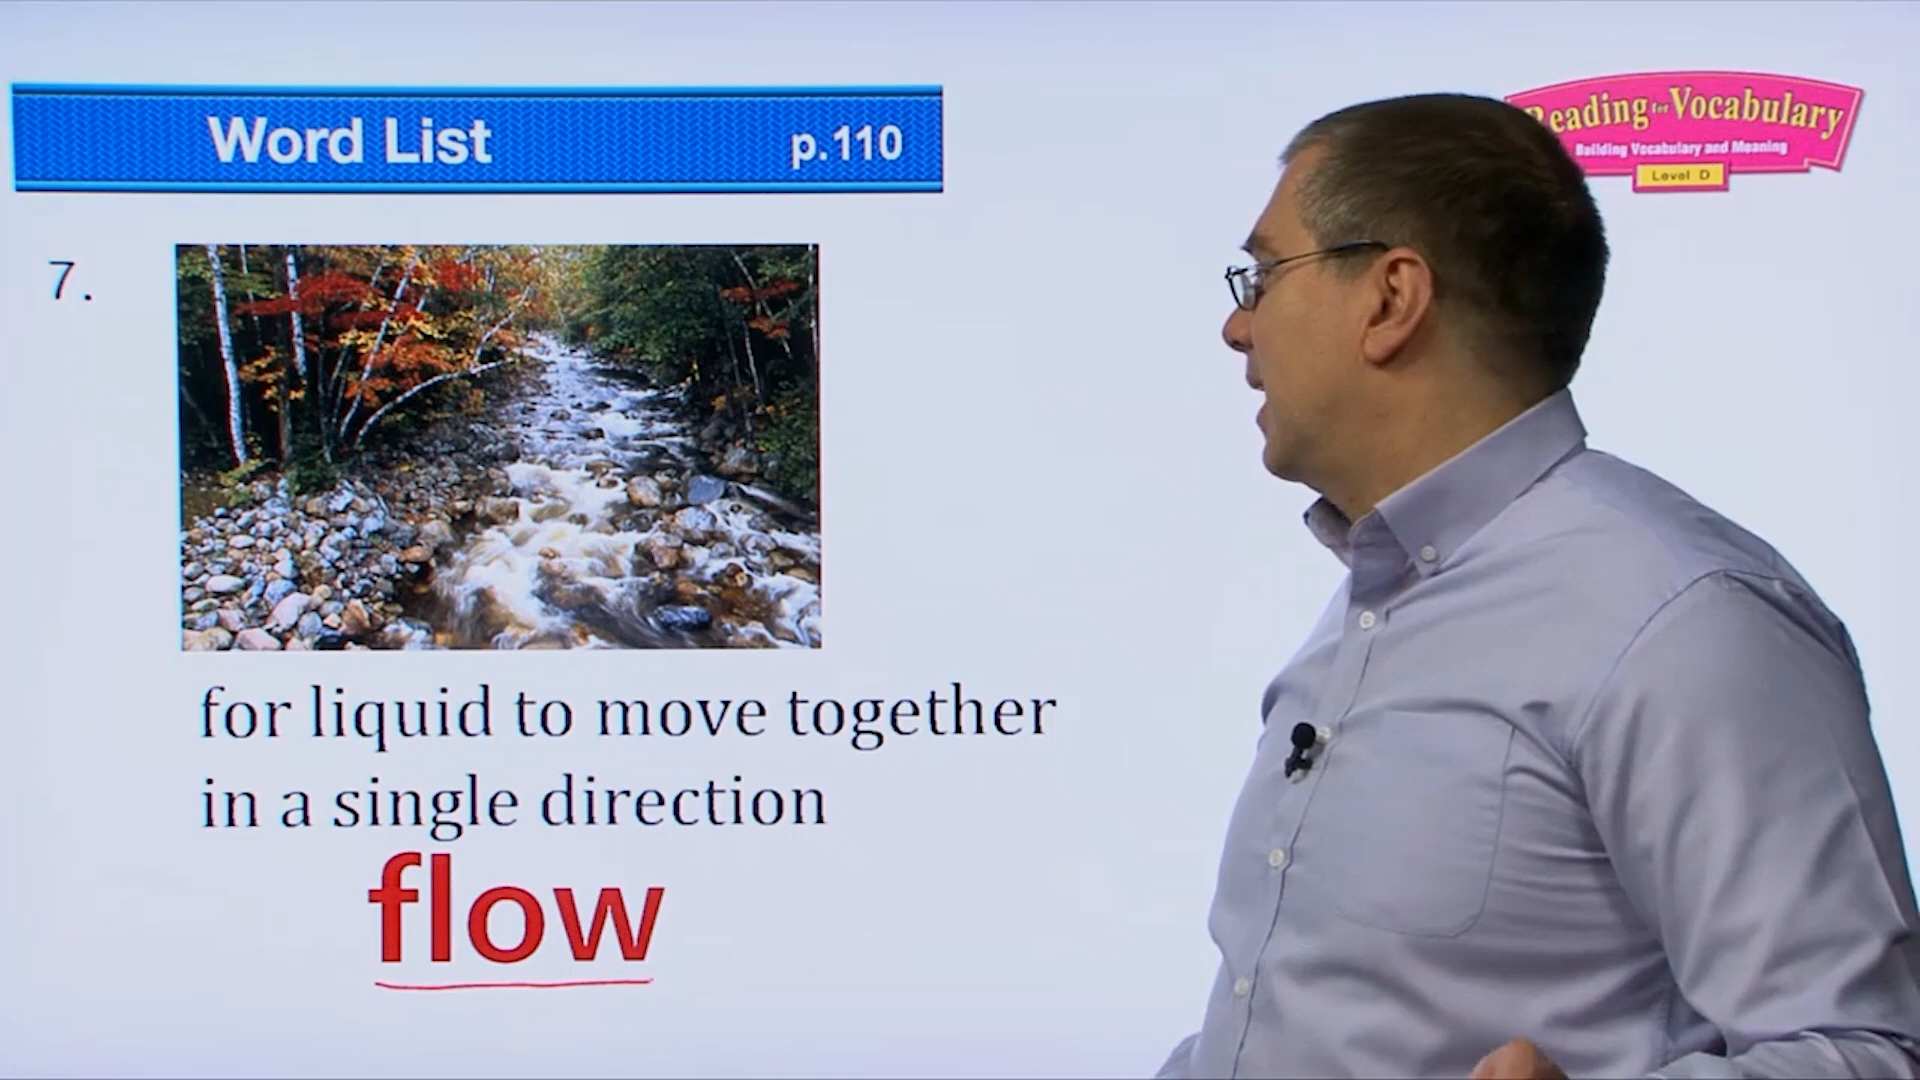 Word List p.110
Reading for Vocabulary
Building Vocabulary and Meaning
Level D
7.
for liquid to move together
in a single direction
flow